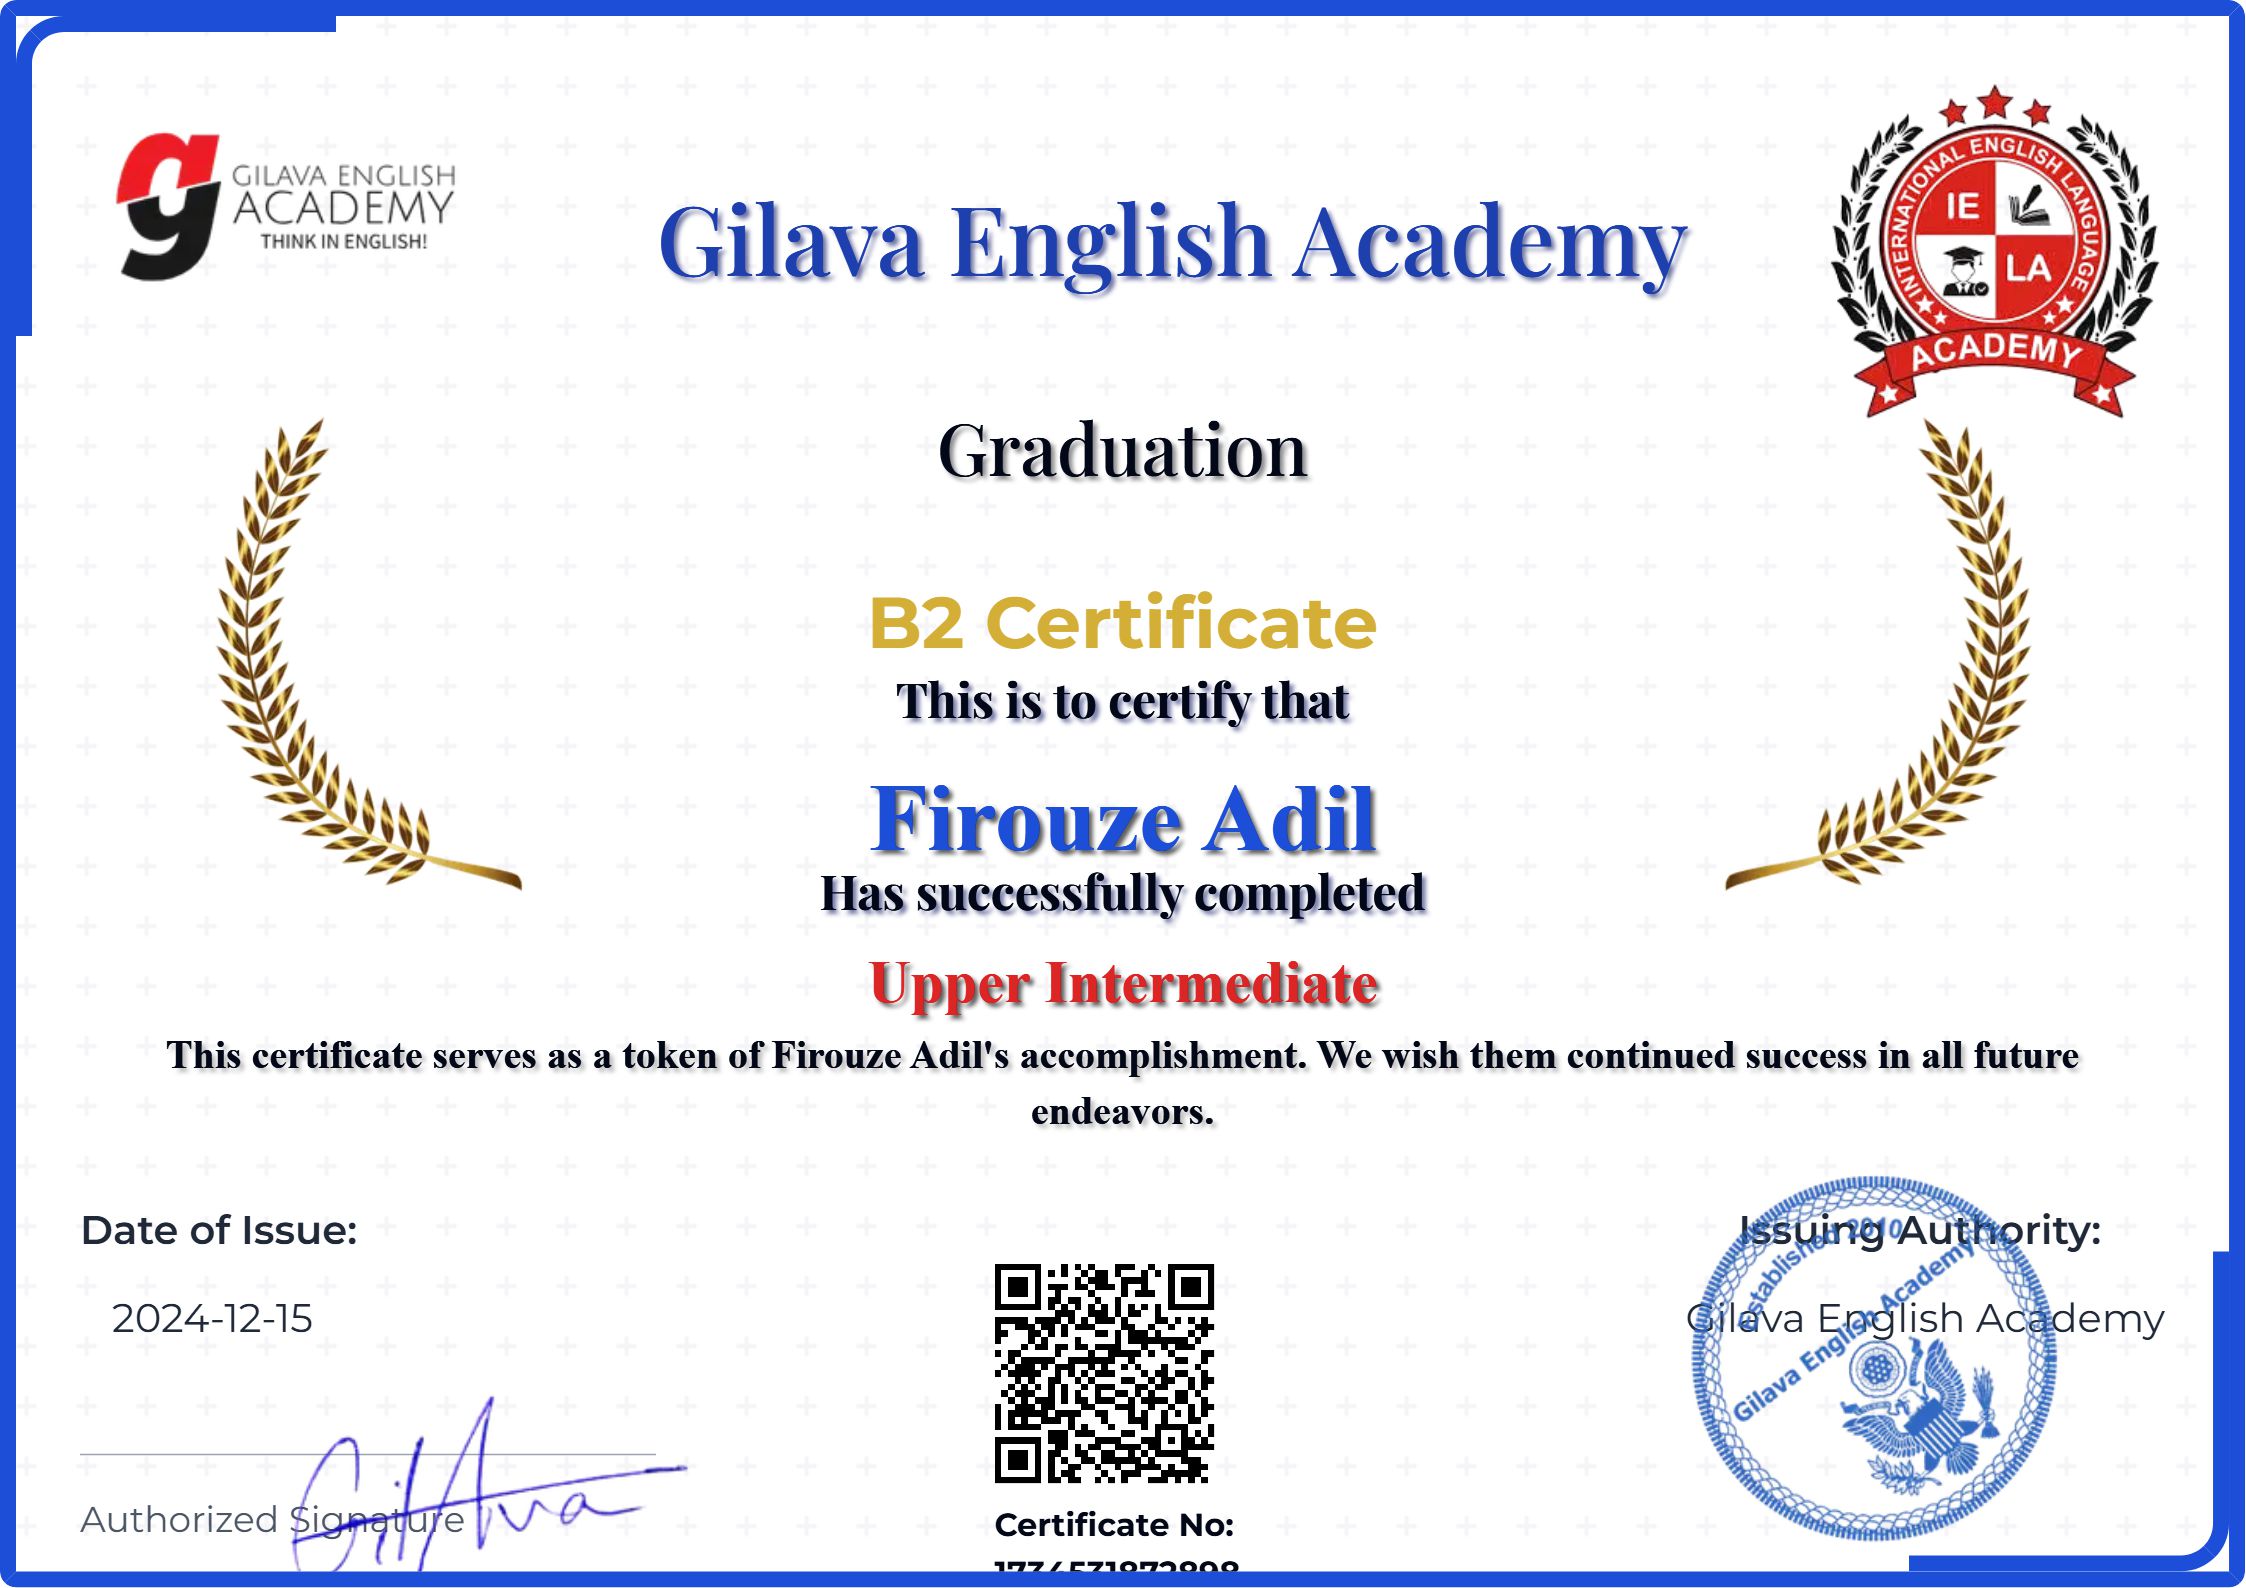 GILAVA ENGLISH
ACADEMY
THINK IN ENGLISH!
Gilava English Academy
INTERNATIONAL ENGLISH LANGUAGE
IE
LA
ACADEMY
Graduation
B2 Certificate
This is to certify that
Firouze Adil
Has successfully completed
Upper Intermediate
This certificate serves as a token of Firouze Adil's accomplishment. We wish them continued success in all future
endeavors.
Date of Issue:
2024-12-15
Authorized Signature
GilAva
Certificate No:
1734531872898
Issuing Authority:
Gilava English Academy
Established 2010
Gilava English Academy